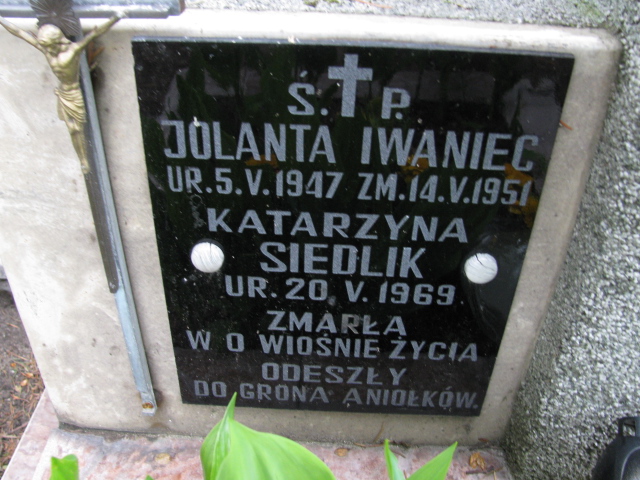 Ś. P.
JOLANTA IWANIEC
UR. 5. V. 1947 ZM. 14. V. 1951
KATARZYNA
SIEDLIK
UR. 20. V. 1969
ZMARŁA
W O WIOŚNIE ŻYCIA
ODESZŁY
DO GRONA ANIOŁKÓW.